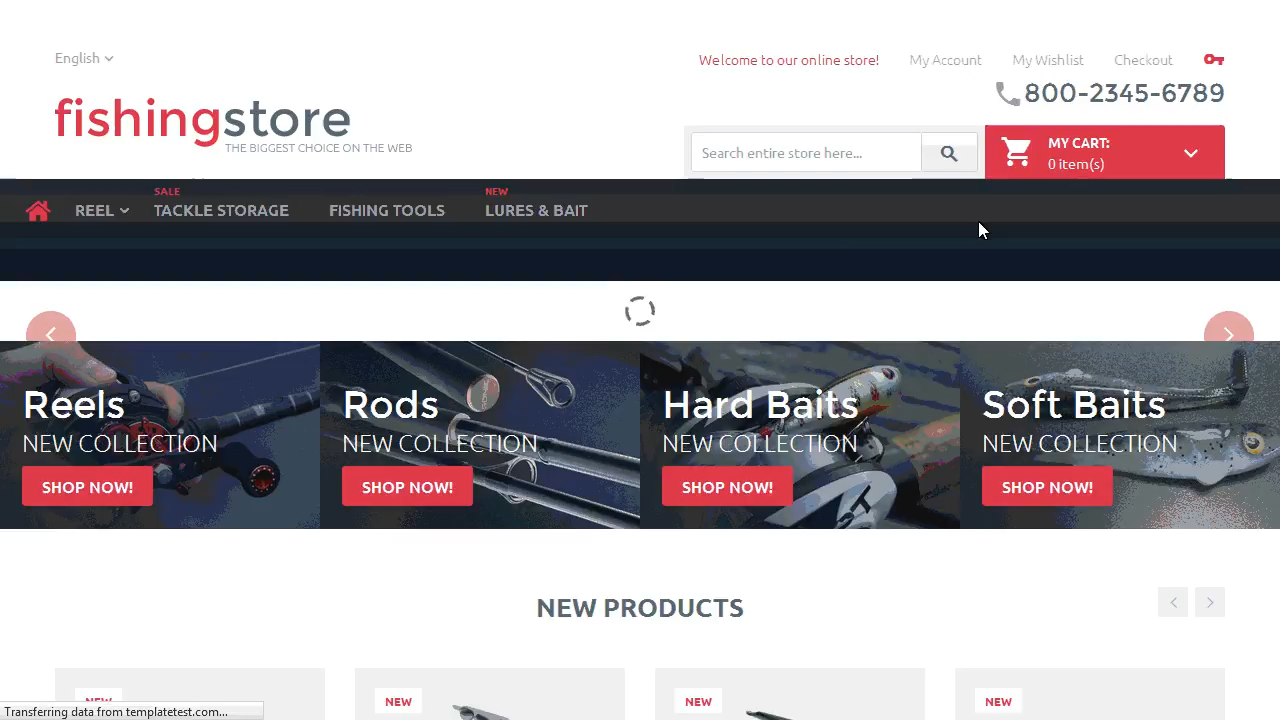 English
Welcome to our online store!
My Account
My Wishlist
Checkout
800-2345-6789
fishingstore
THE BIGGEST CHOICE ON THE WEB
Search entire store here...
MY CART:
0 item(s)
REEL
SALE
TACKLE STORAGE
FISHING TOOLS
NEW
LURES & BAIT
Reels
NEW COLLECTION
SHOP NOW!
Rods
NEW COLLECTION
SHOP NOW!
Hard Baits
NEW COLLECTION
SHOP NOW!
Soft Baits
NEW COLLECTION
SHOP NOW!
NEW PRODUCTS
NEW
NEW
NEW
NEW
Transferring data from templatetest.com...